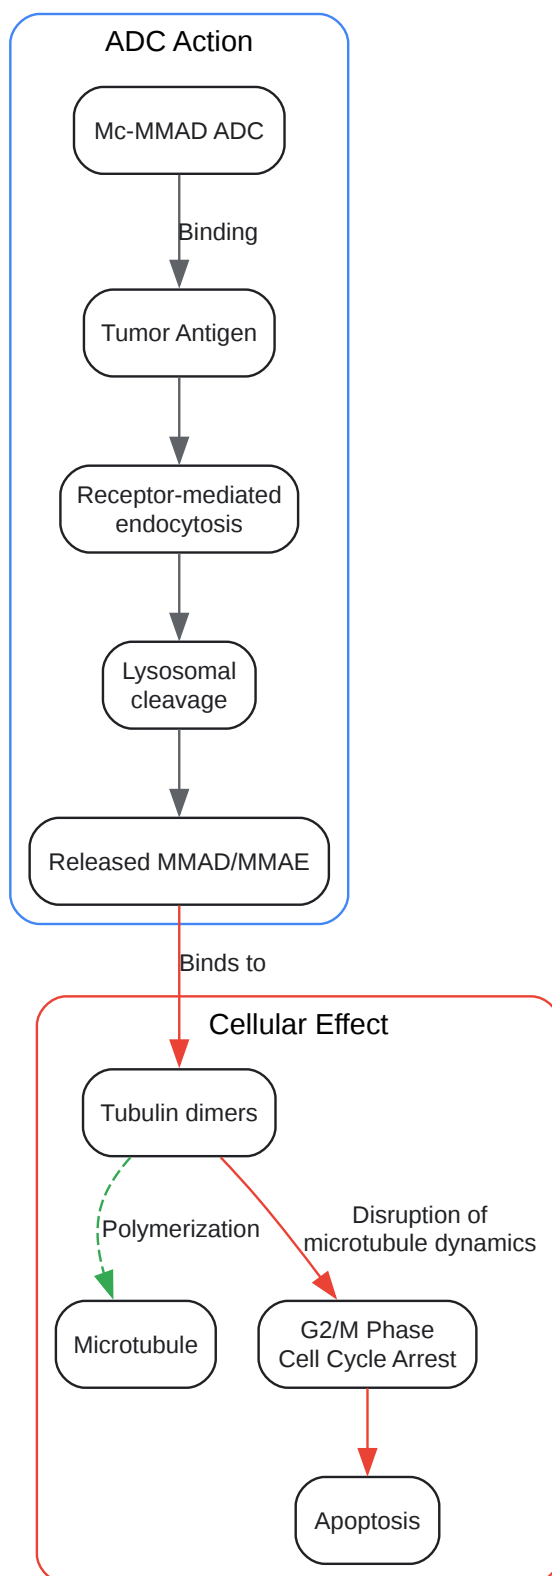 ADC Action
Mc-MMAD ADC
Binding
Tumor Antigen
Receptor-mediated
endocytosis
Lysosomal
cleavage
Released MMAD/MMAE
Binds to
Cellular Effect
Tubulin dimers
Polymerization
Disruption of
microtubule dynamics
Microtubule
G2/M Phase
Cell Cycle Arrest
Apoptosis